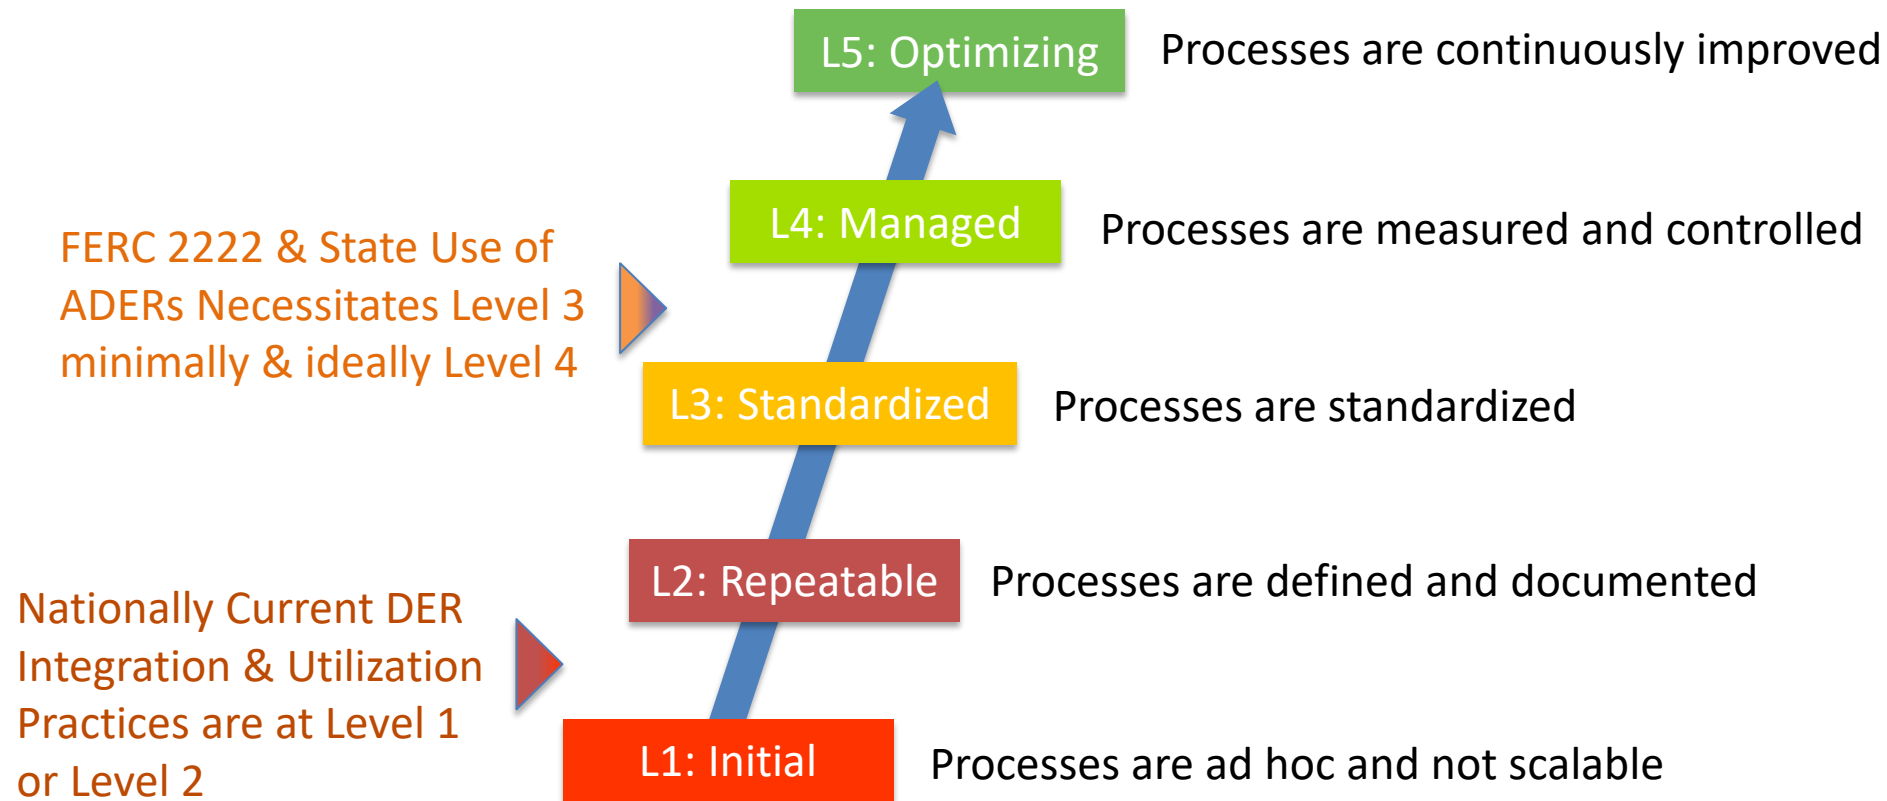 L5: Optimizing
Processes are continuously improved
L4: Managed
Processes are measured and controlled
FERC 2222 & State Use of
ADERs Necessitates Level 3
minimally & ideally Level 4
L3: Standardized
Processes are standardized
L2: Repeatable
Processes are defined and documented
Nationally Current DER
Integration & Utilization
Practices are at Level 1
or Level 2
L1: Initial
Processes are ad hoc and not scalable